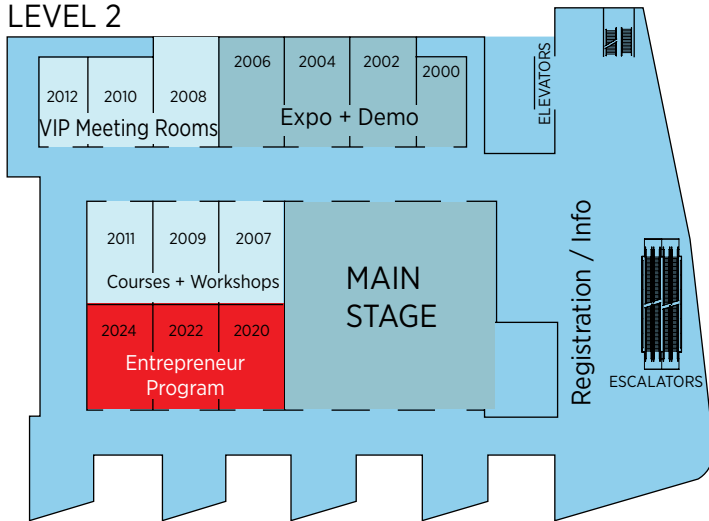 LEVEL 2
2012
2010
2008
VIP Meeting Rooms
2006
2004
2002
2000
Expo + Demo
ELEVATORS
2011
2009
2007
Courses + Workshops
2024
2022
2020
Entrepreneur
Program
MAIN
STAGE
Registration / Info
ESCALATORS